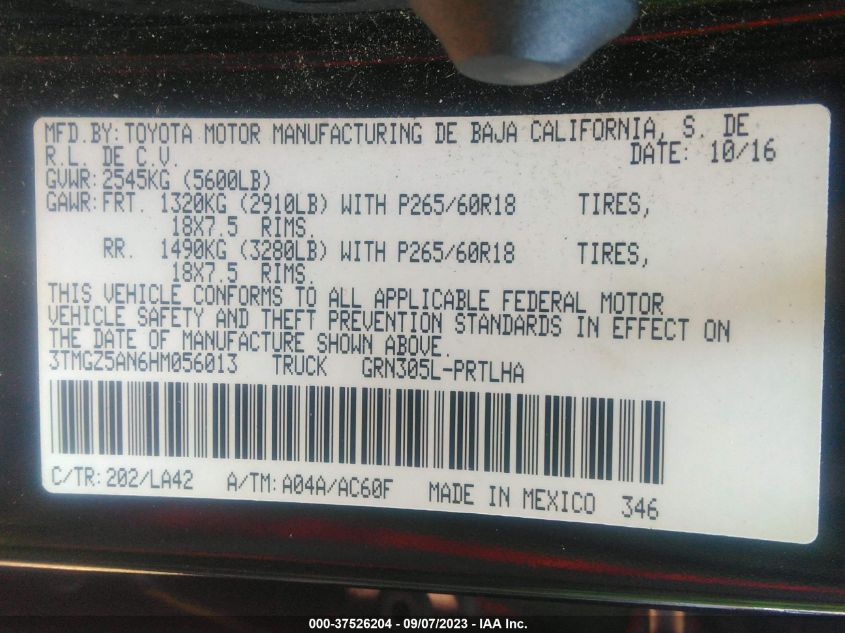 MFD.BY: TOYOTA MOTOR MANUFACTURING DE BAJA CALIFORNIA, S. DE
R.L. DE C.V. DATE: 10/16
GVWR: 2545KG (5600LB)
GAWR: FRT. 1320KG (2910LB) WITH P265/60R18 TIRES,
18X7.5 RIMS.
RR. 1490KG (3280LB) WITH P265/60R18 TIRES,
18X7.5 RIMS.
THIS VEHICLE CONFORMS TO ALL APPLICABLE FEDERAL MOTOR
VEHICLE SAFETY AND THEFT PREVENTION STANDARDS IN EFFECT ON
THE DATE OF MANUFACTURE SHOWN ABOVE.
3TMGZ5AN6HM056013 TRUCK GRN305L-PRTLHA
C/TR: 202/LA42 A/TM: A04A/AC60F MADE IN MEXICO 346
000-37526204 - 09/07/2023 - IAA Inc.